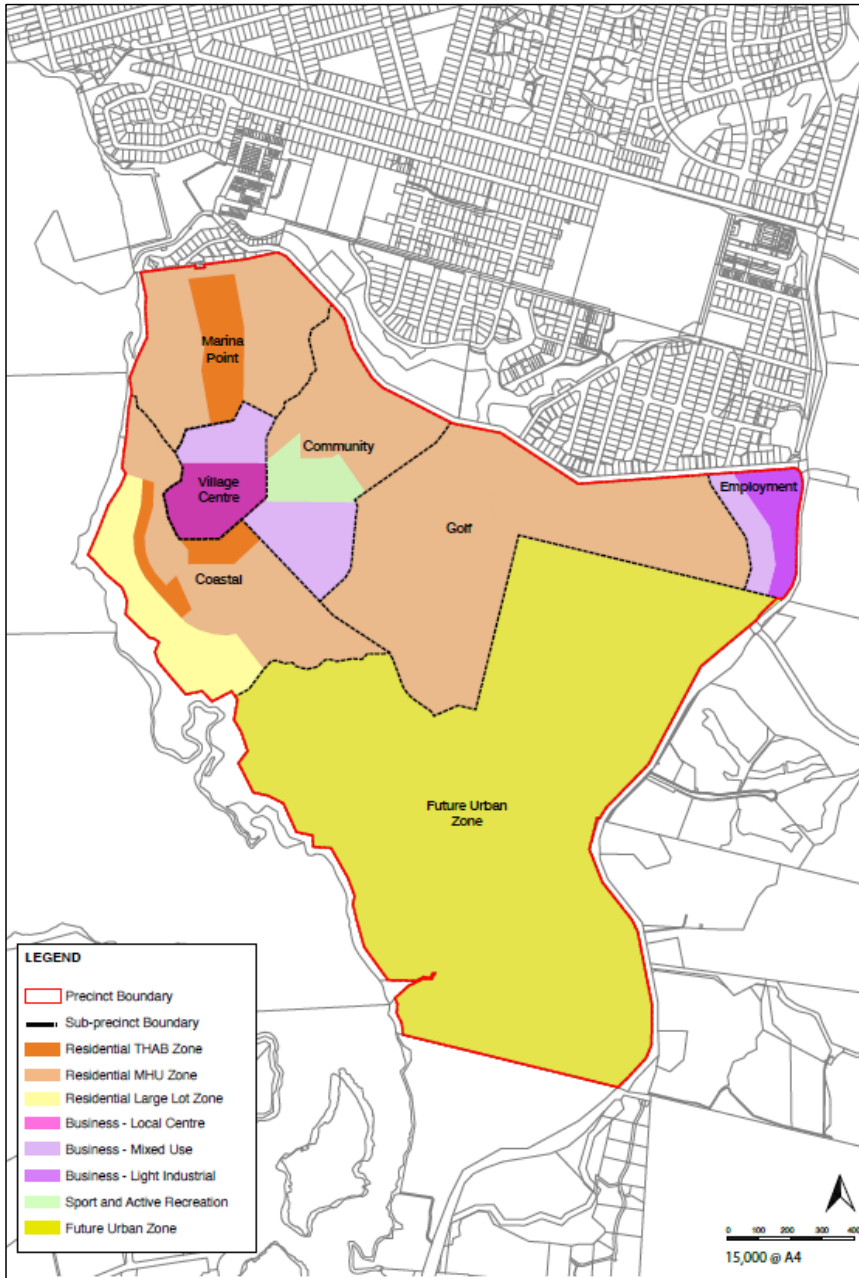 Marina
Point
Community
Village
Centre
Employment
Golf
Coastal
Future Urban
Zone
LEGEND
Precinct Boundary
Sub-precinct Boundary
Residential THAB Zone
Residential MHU Zone
Residential Large Lot Zone
Business - Local Centre
Business - Mixed Use
Business - Light Industrial
Sport and Active Recreation
Future Urban Zone
0 100 200 300 400
15,000 @ A4